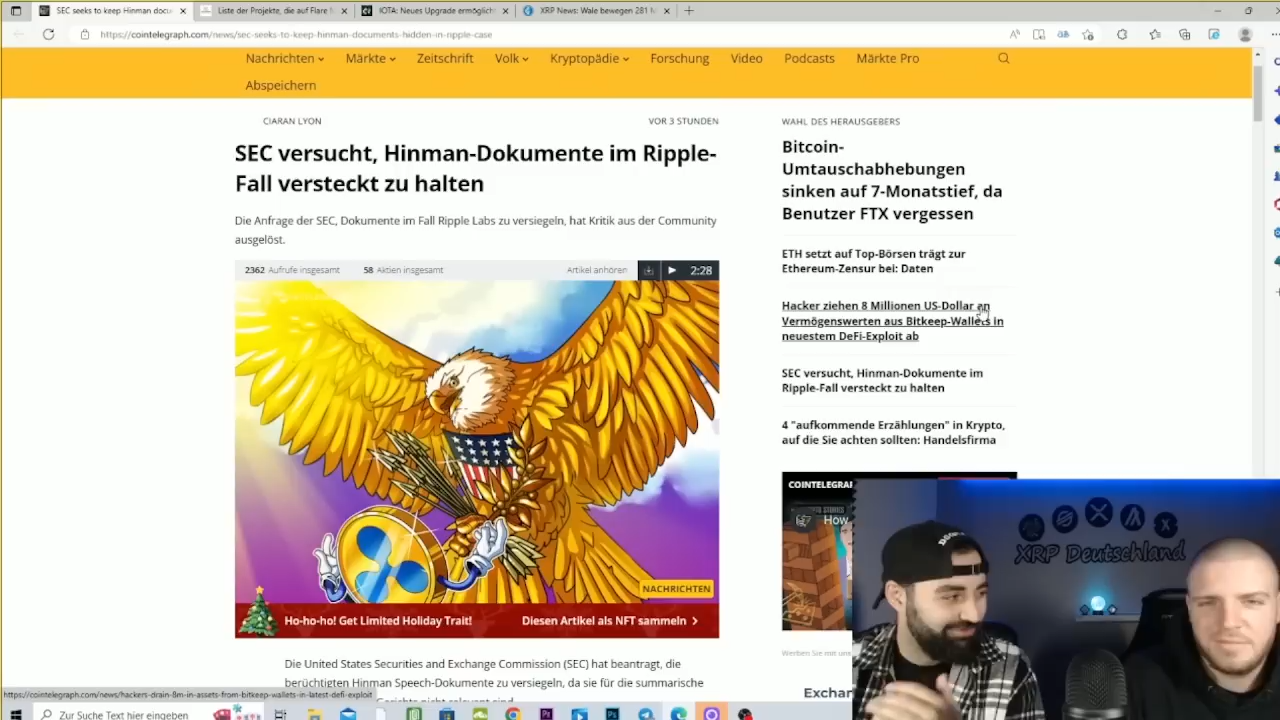 SEC seeks to keep Hinman docu
Liste der Projekte, die auf Flare
IOTA: Neues Upgrade ermöglich
XRP News: Wale bewegen 281
https://cointelegraph.com/news/sec-seeks-to-keep-hinman-documents-hidden-in-ripple-case
Nachrichten
Märkte
Zeitschrift
Volk
Kryptopädie
Forschung
Video
Podcasts
Märkte Pro
Abspeichern
CIARAN LYON
VOR 3 STUNDEN
SEC versucht, Hinman-Dokumente im Ripple-
Fall versteckt zu halten
Die Anfrage der SEC, Dokumente im Fall Ripple Labs zu versiegeln, hat Kritik aus der Community
ausgelöst.
2362 Aufrufe insgesamt
58 Aktien insgesamt
Artikel anhören
2:28
NACHRICHTEN
Ho-ho-ho! Get Limited Holiday Trait!
Diesen Artikel als NFT sammeln
Die United States Securities and Exchange Commission (SEC) hat beantragt, die
berüchtigten Hinman Speech-Dokumente zu versiegeln, da sie für die summarische
WAHL DES HERAUSGEBERS
Bitcoin-
Umtauschabhebungen
sinken auf 7-Monatstief, da
Benutzer FTX vergessen
ETH setzt auf Top-Börsen trägt zur
Ethereum-Zensur bei: Daten
Hacker ziehen 8 Millionen US-Dollar an
Vermögenswerten aus Bitkeep-Wallets in
neuestem DeFi-Exploit ab
SEC versucht, Hinman-Dokumente im
Ripple-Fall versteckt zu halten
4 "aufkommende Erzählungen" in Krypto,
auf die Sie achten sollten: Handelsfirma
COINTELEGRA
How
Werben Sie mit uns
Exchan
XRP Deutschland
https://cointelegraph.com/news/hackers-drain-8m-in-assets-from-bitkeep-wallets-in-latest-defi-exploit
Zur Suche Text hier eingeben